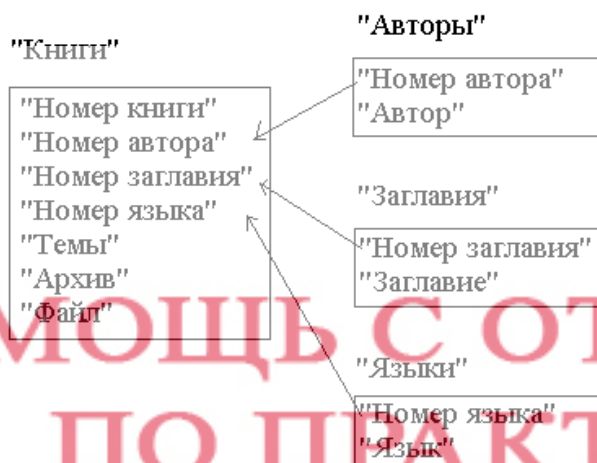 "Книги"
"Номер книги"
"Номер автора"
"Номер заглавия"
"Номер языка"
"Темы"
"Архив"
"Файл"
"Авторы"
"Номер автора"
"Автор"
"Заглавия"
"Номер заглавия"
"Заглавие"
"Языки"
"Номер языка"
"Язык"
МОЩЬ С ОТ
ПО ПРАКТ